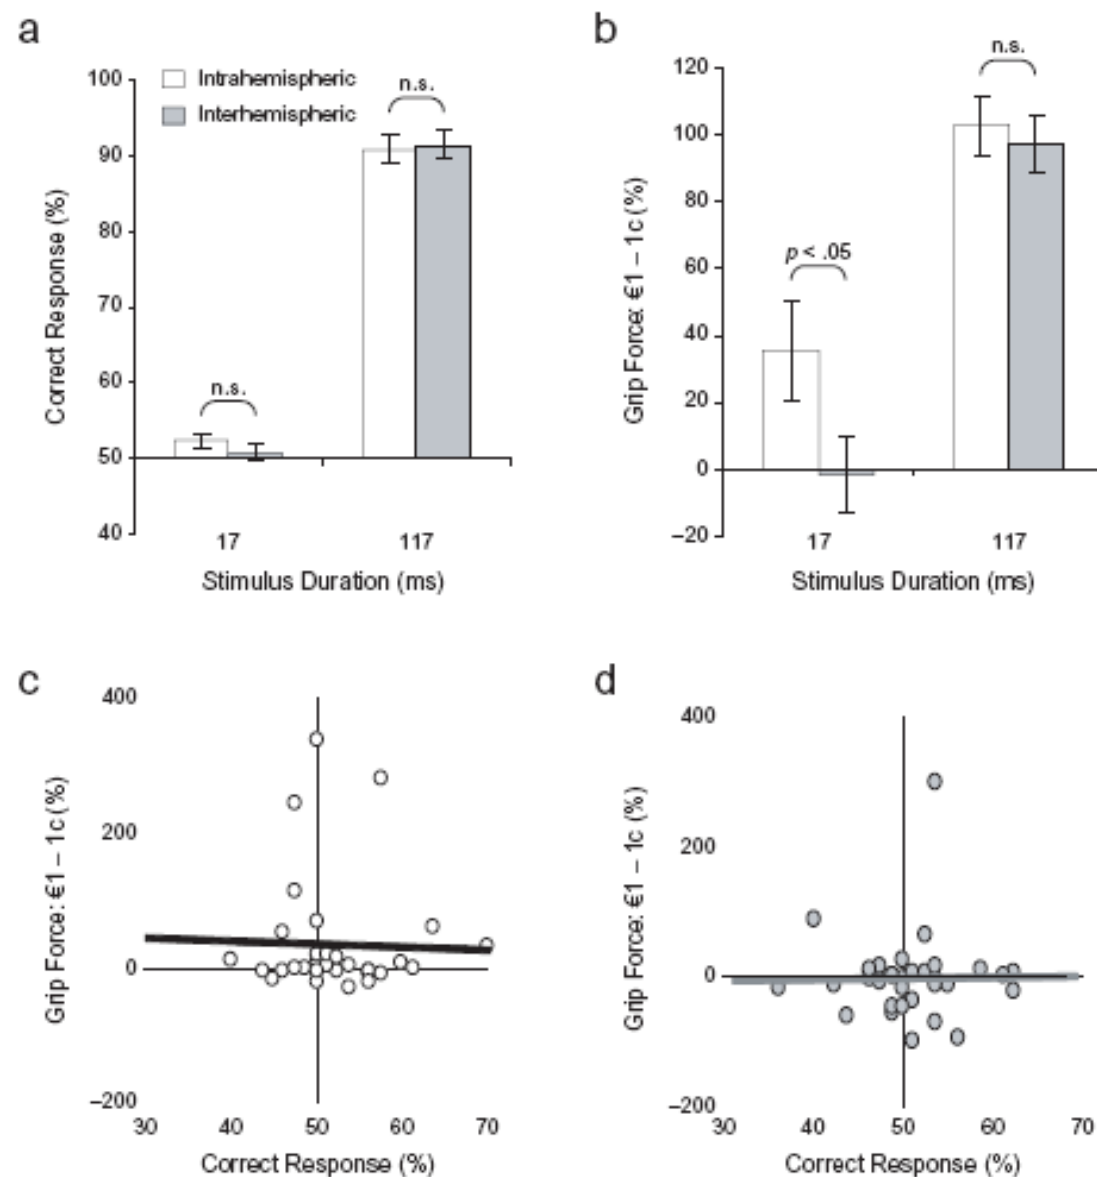 a
Correct Response (%)
100
90
80
70
60
50
40
Intrahemispheric
Interhemispheric
n.s.
n.s.
17
117
Stimulus Duration (ms)
b
Grip Force: €1 – 1c (%)
120
100
80
60
40
20
0
–20
p < .05
n.s.
17
117
Stimulus Duration (ms)
c
Grip Force: €1 – 1c (%)
400
200
0
–200
30
40
50
60
70
Correct Response (%)
d
Grip Force: €1 – 1c (%)
400
200
0
–200
30
40
50
60
70
Correct Response (%)